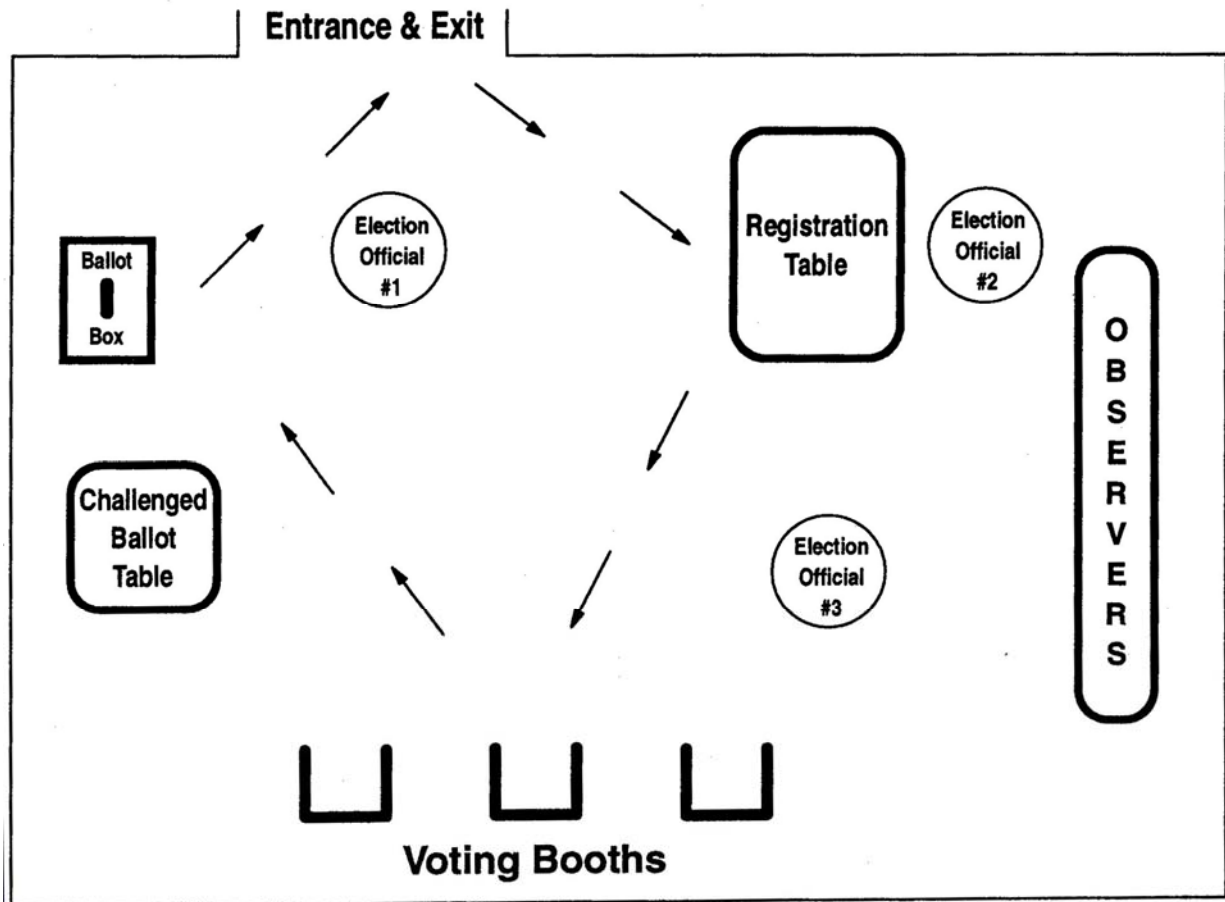 Entrance & Exit
Ballot
Box
Election
Official
#1
Registration
Table
Election
Official
#2
O
B
S
E
R
V
E
R
S
Challenged
Ballot
Table
Election
Official
#3
Voting Booths